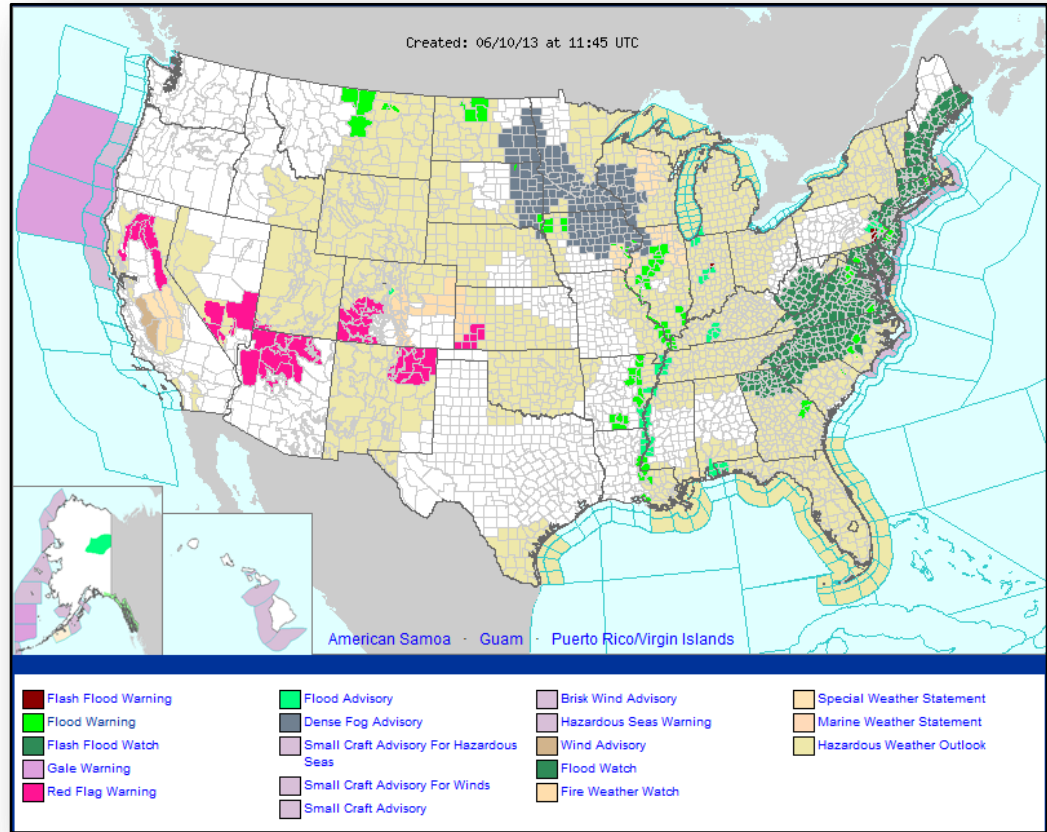 Created: 06/10/13 at 11:45 UTC
American Samoa · Guam · Puerto Rico/Virgin Islands
Flash Flood Warning
Flood Warning
Flash Flood Watch
Gale Warning
Red Flag Warning
Flood Advisory
Dense Fog Advisory
Small Craft Advisory For Hazardous
Seas
Small Craft Advisory For Winds
Small Craft Advisory
Brisk Wind Advisory
Hazardous Seas Warning
Wind Advisory
Flood Watch
Fire Weather Watch
Special Weather Statement
Marine Weather Statement
Hazardous Weather Outlook